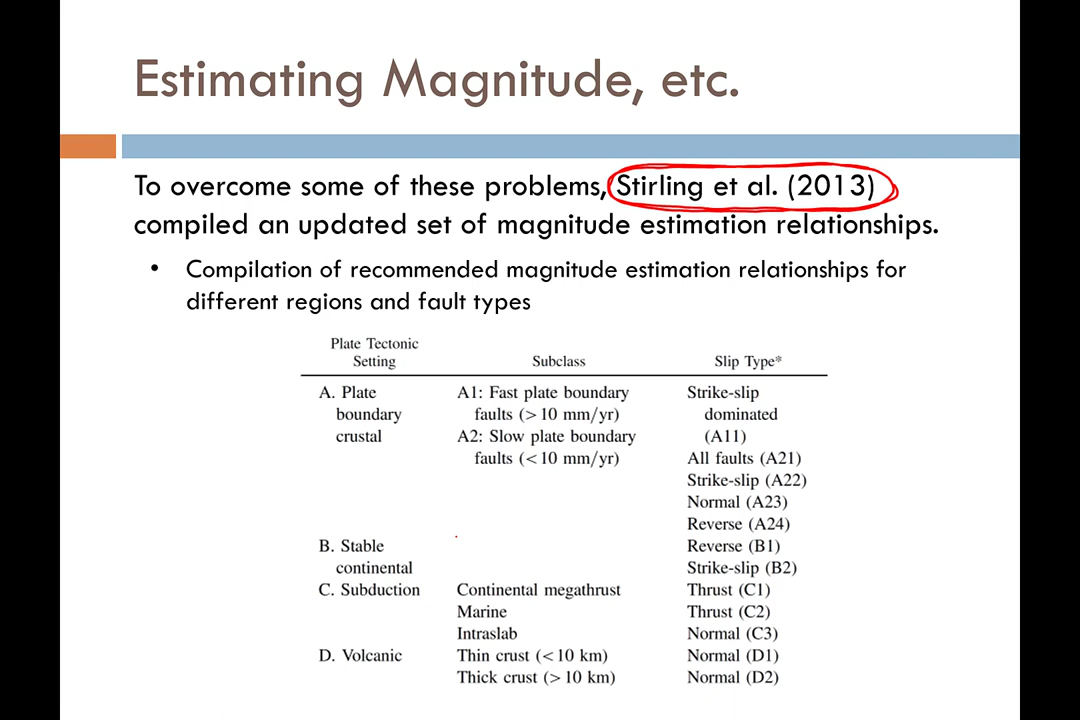 Estimating Magnitude, etc.
To overcome some of these problems, Stirling et al. (2013)
compiled an updated set of magnitude estimation relationships.
• Compilation of recommended magnitude estimation relationships for
different regions and fault types
Plate Tectonic
Setting Subclass Slip Type*
A. Plate A1: Fast plate boundary Strike-slip
boundary faults (>10 mm/yr) dominated
crustal A2: Slow plate boundary (A11)
faults (<10 mm/yr) All faults (A21)
Strike-slip (A22)
Normal (A23)
Reverse (A24)
B. Stable Reverse (B1)
continental Strike-slip (B2)
C. Subduction Continental megathrust Thrust (C1)
Marine Thrust (C2)
Intraslab Normal (C3)
D. Volcanic Thin crust (<10 km) Normal (D1)
Thick crust (>10 km) Normal (D2)